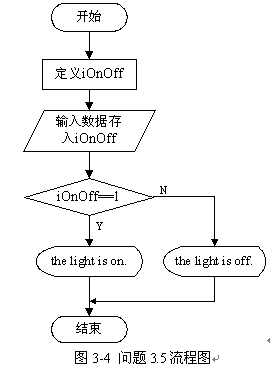 开始
定义iOnOff
输入数据存
入iOnOff
iOnOff==1
N
Y
the light is on.
the light is off.
结束
图 3-4 问题 3.5 流程图